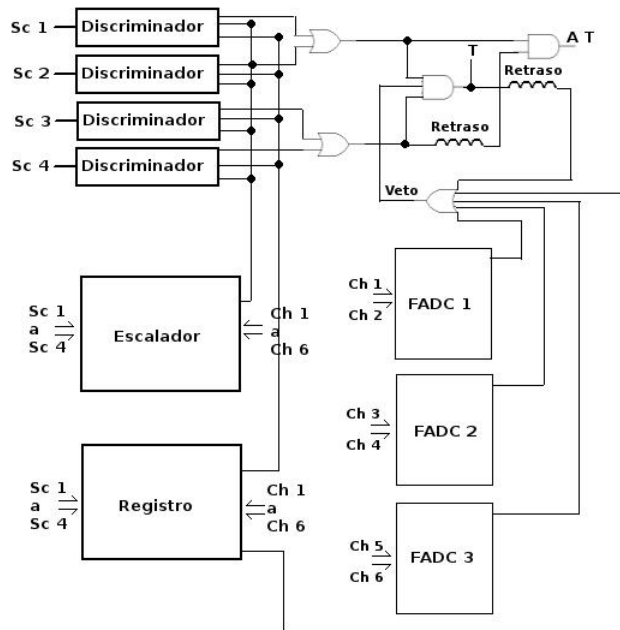 Sc 1
Discriminador
Sc 2
Discriminador
Sc 3
Discriminador
Sc 4
Discriminador
A T
T
Retraso
Retraso
Veto
Sc 1
a
Sc 4
Escalador
Ch 1
a
Ch 6
Ch 1
Ch 2
FADC 1
Ch 3
Ch 4
FADC 2
Sc 1
a
Sc 4
Registro
Ch 1
a
Ch 6
Ch 5
Ch 6
FADC 3